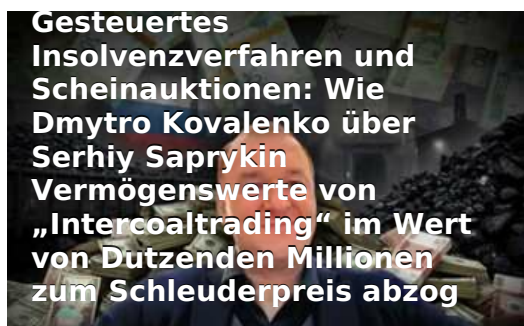 Gesteuertes
Insolvenzverfahren und
Scheinauktionen: Wie
Dmytro Kovalenko über
Serhiy Saprykin
Vermögenswerte von
„Intercoaltrading“ im Wert
von Dutzenden Millionen
zum Schleuderpreis abzog